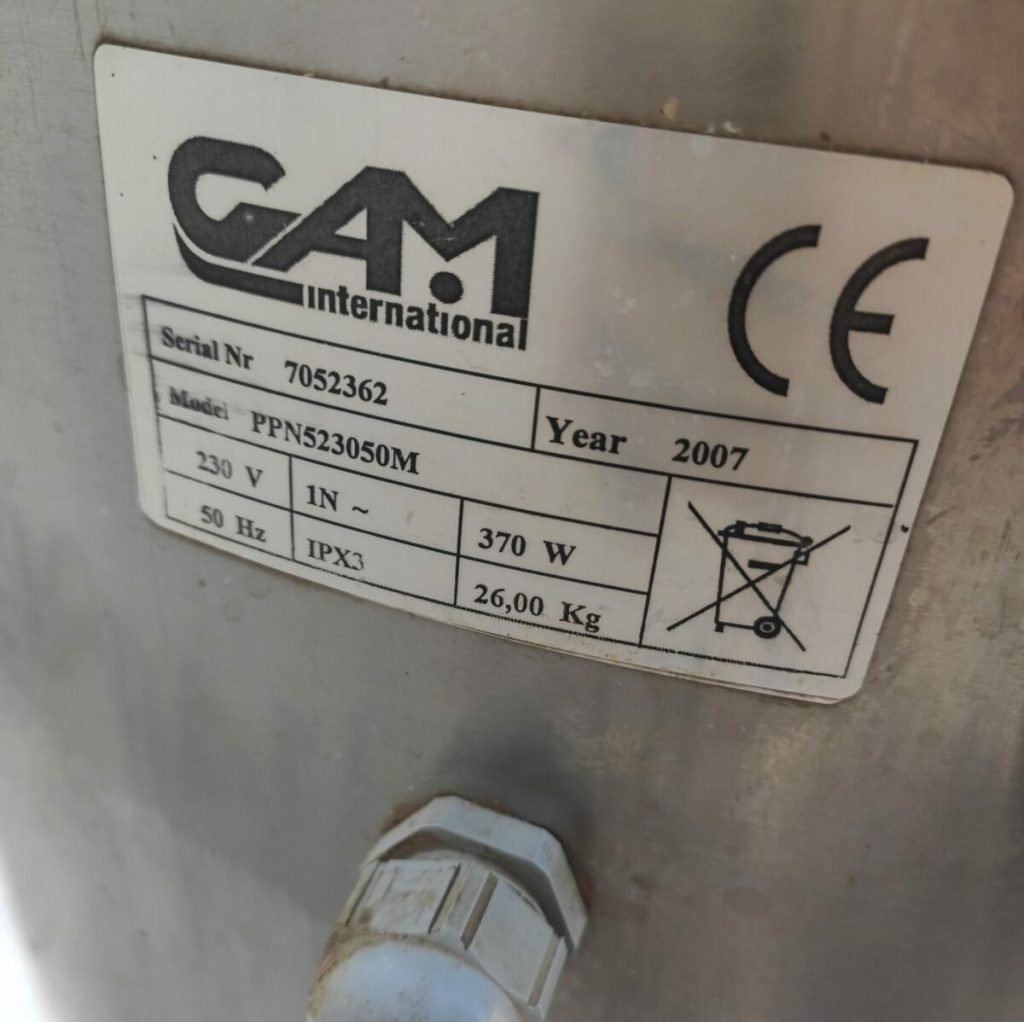 GAM
international
CE
Serial Nr 7052362
Year 2007
Model PPN523050M
230 V 1N ~
370 W
50 Hz IPX3
26,00 Kg